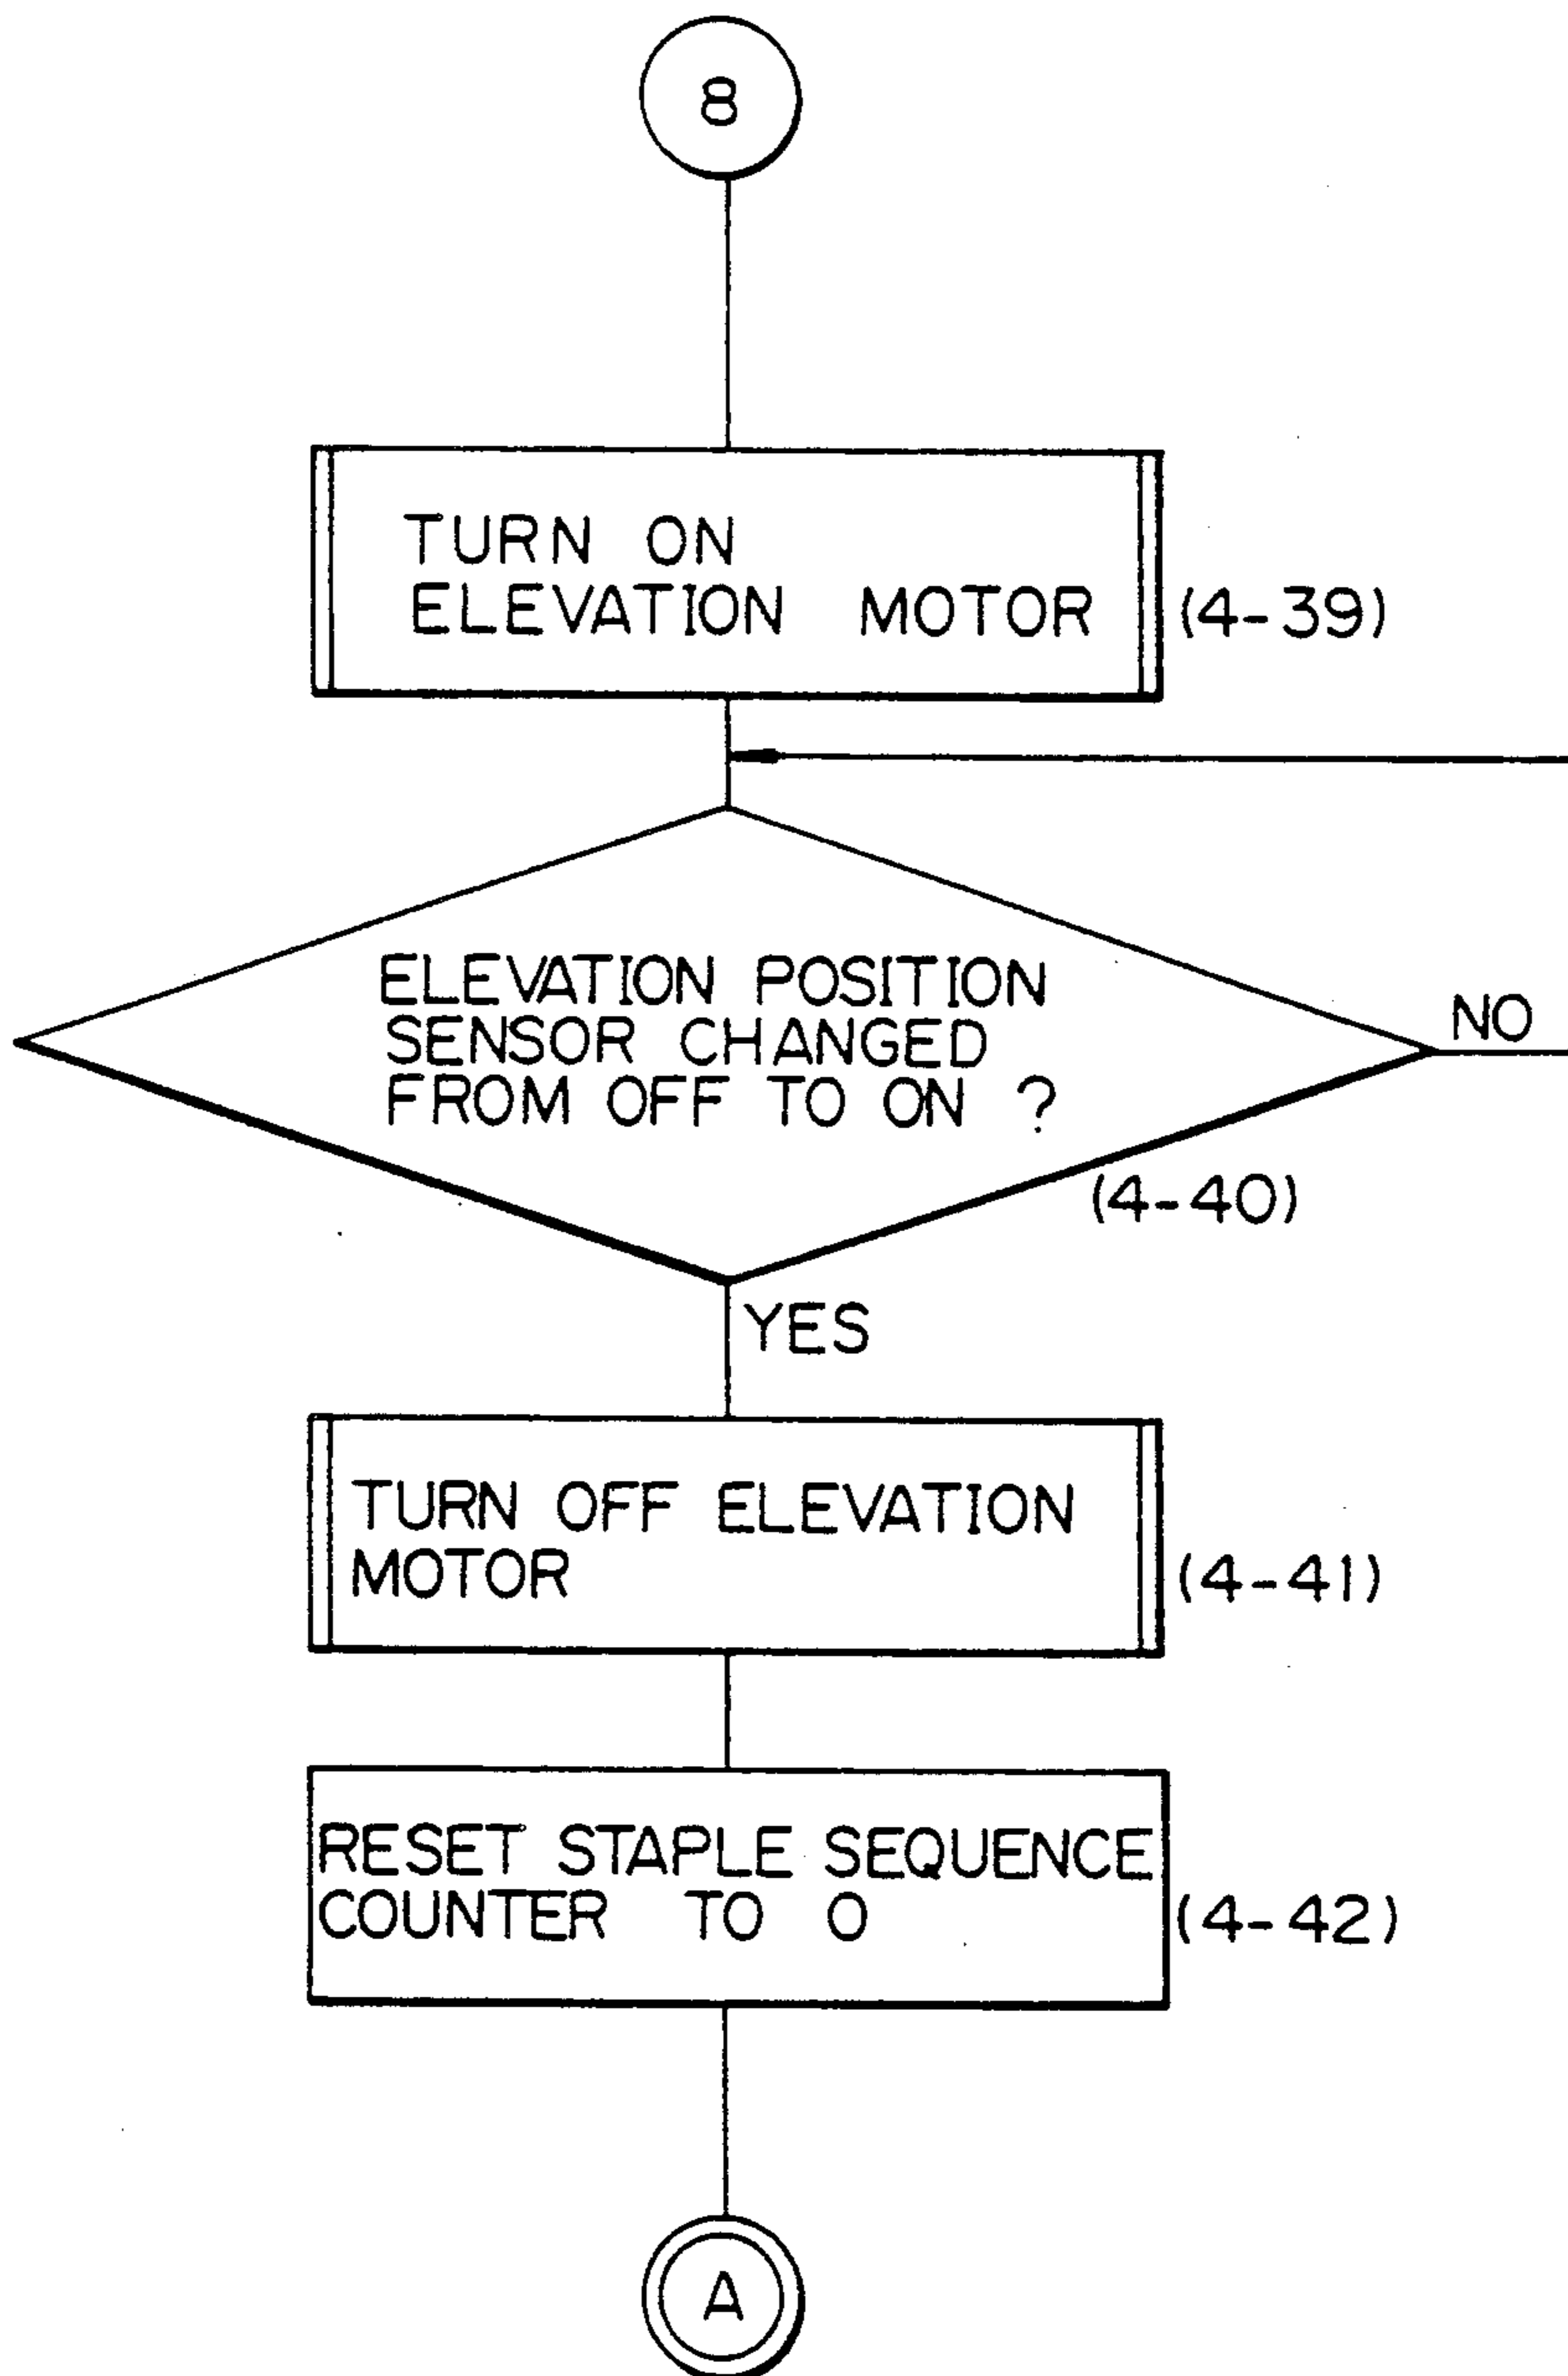 8
TURN ON
ELEVATION MOTOR
(4-39)
ELEVATION POSITION
SENSOR CHANGED
FROM OFF TO ON ?
NO
(4-40)
YES
TURN OFF ELEVATION
MOTOR
(4-41)
RESET STAPLE SEQUENCE
COUNTER TO 0
(4-42)
A